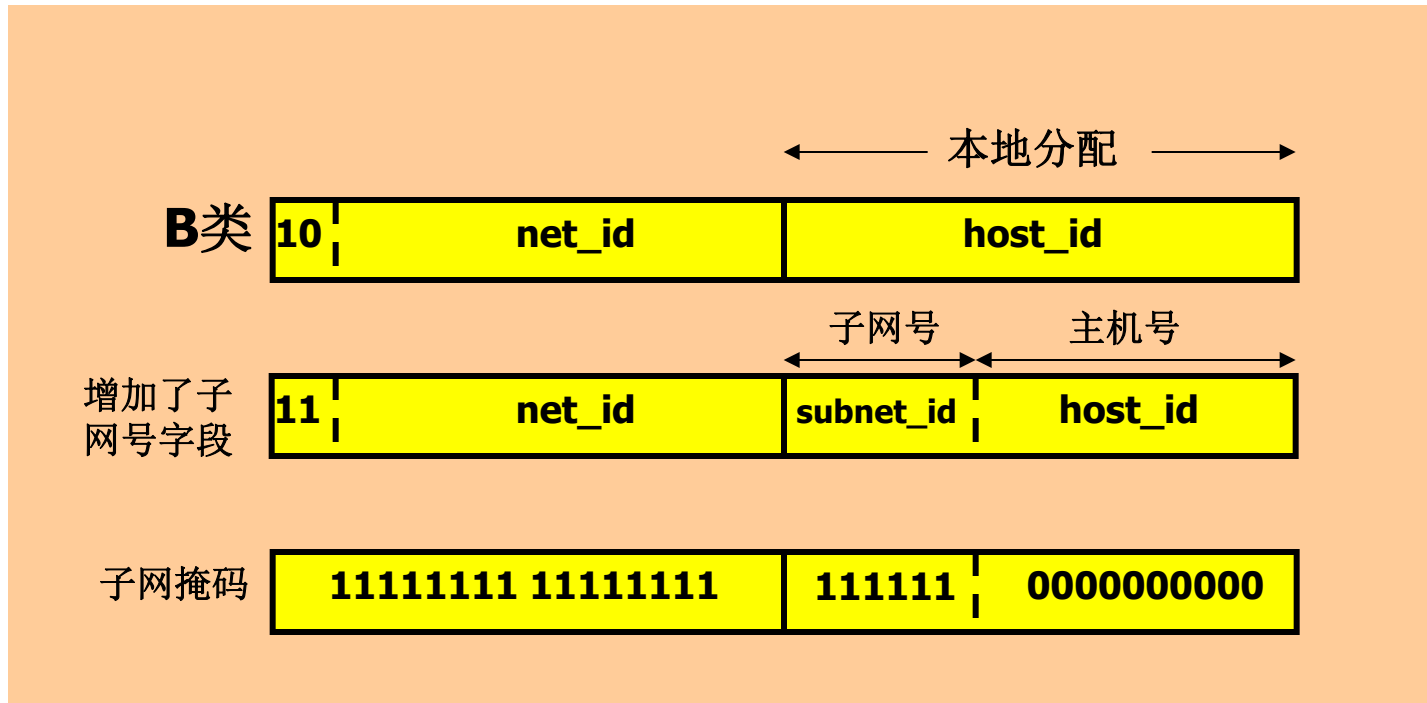 本地分配
B类 10 net_id host_id
子网号 主机号
增加了子
网号字段
11 net_id subnet_id host_id
子网掩码 11111111 11111111 111111 0000000000